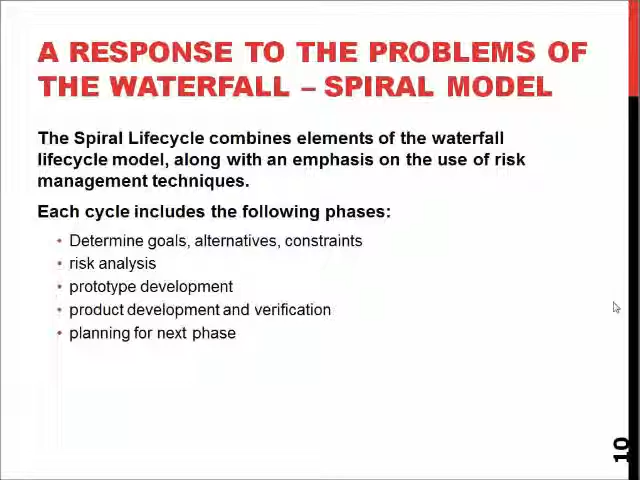 A RESPONSE TO THE PROBLEMS OF
THE WATERFALL – SPIRAL MODEL
The Spiral Lifecycle combines elements of the waterfall
lifecycle model, along with an emphasis on the use of risk
management techniques.
Each cycle includes the following phases:
• Determine goals, alternatives, constraints
• risk analysis
• prototype development
• product development and verification
• planning for next phase
10